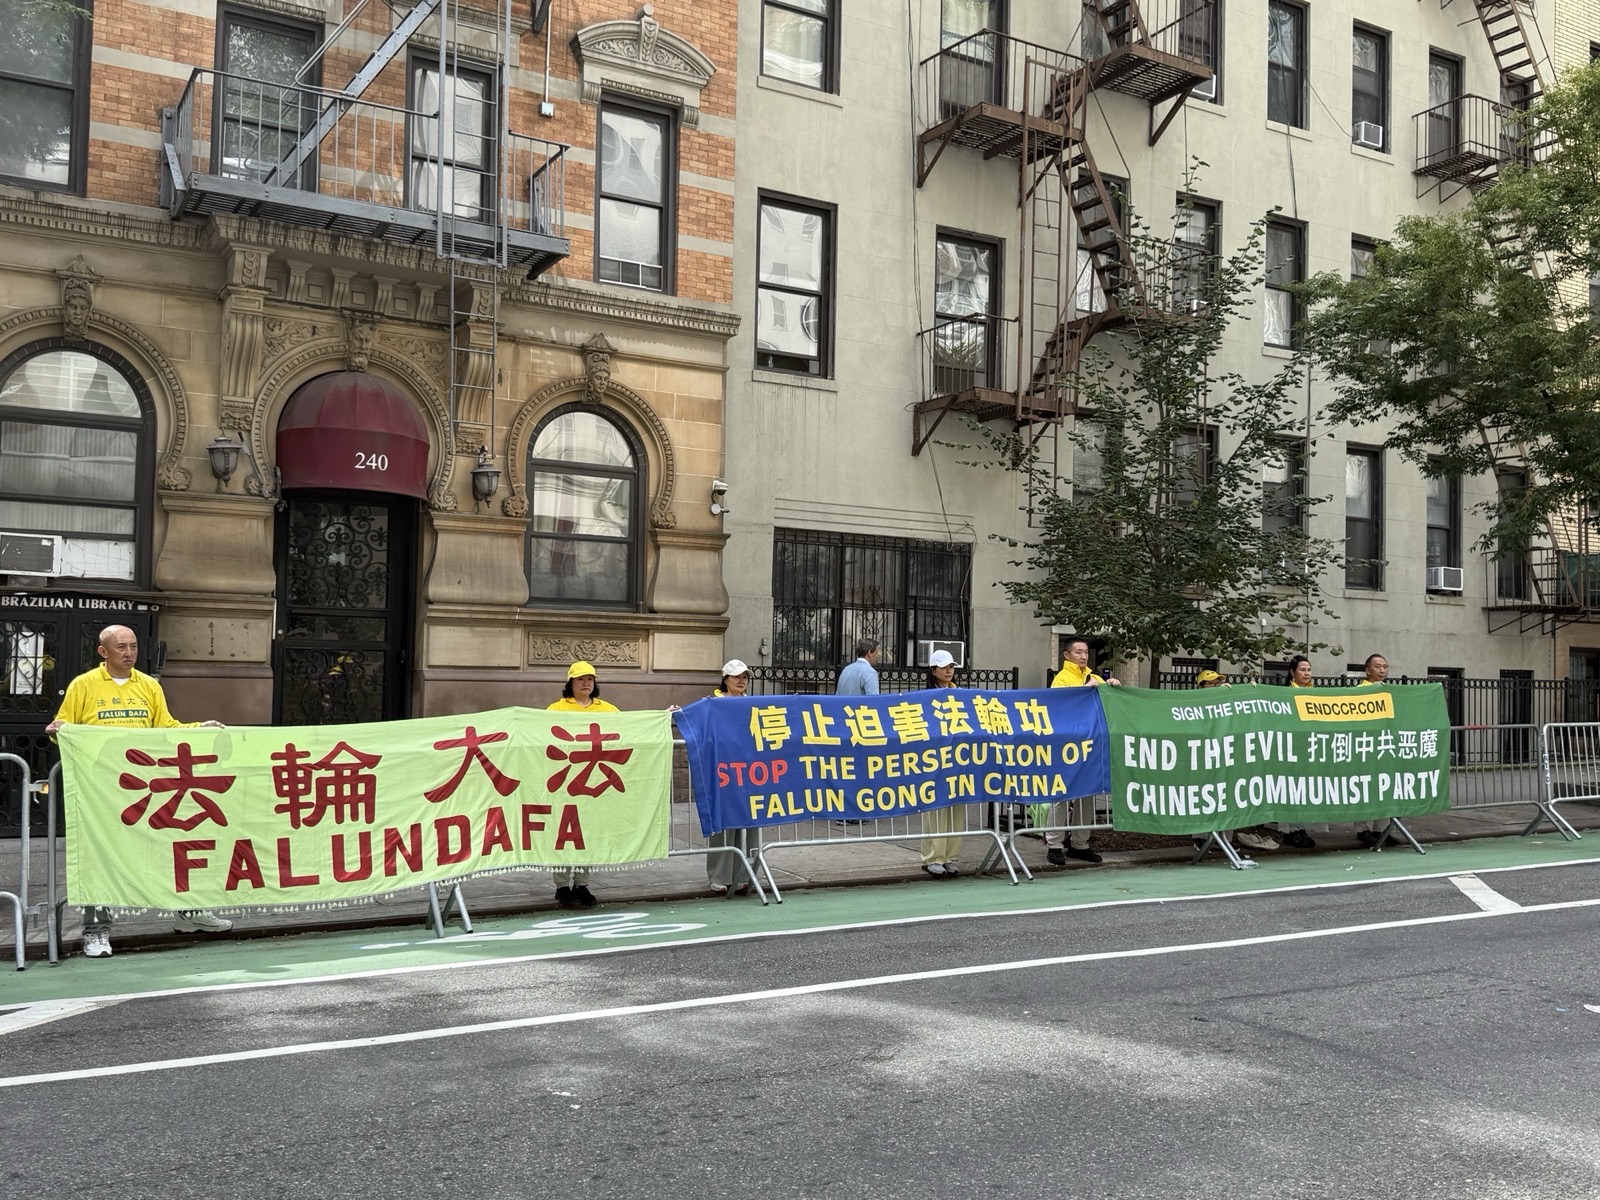 240
BRAZILIAN LIBRARY
法輪大法
FALUN DAFA
法輪大法
FALUNDAFA
停止迫害法輪功
STOP THE PERSECUTION OF
FALUN GONG IN CHINA
SIGN THE PETITION ENDCCP.COM
END THE EVIL 打倒中共恶魔
CHINESE COMMUNIST PARTY